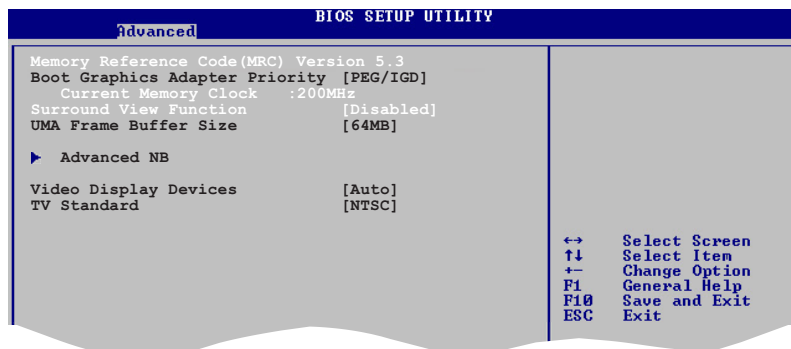 BIOS SETUP UTILITY
Advanced
Memory Reference Code(MRC) Version 5.3
Boot Graphics Adapter Priority [PEG/IGD]
Current Memory Clock :200MHz
Surround View Function [Disabled]
UMA Frame Buffer Size [64MB]
Advanced NB
Video Display Devices [Auto]
TV Standard [NTSC]
←→ Select Screen
↑↓ Select Item
+- Change Option
F1 General Help
F10 Save and Exit
ESC Exit